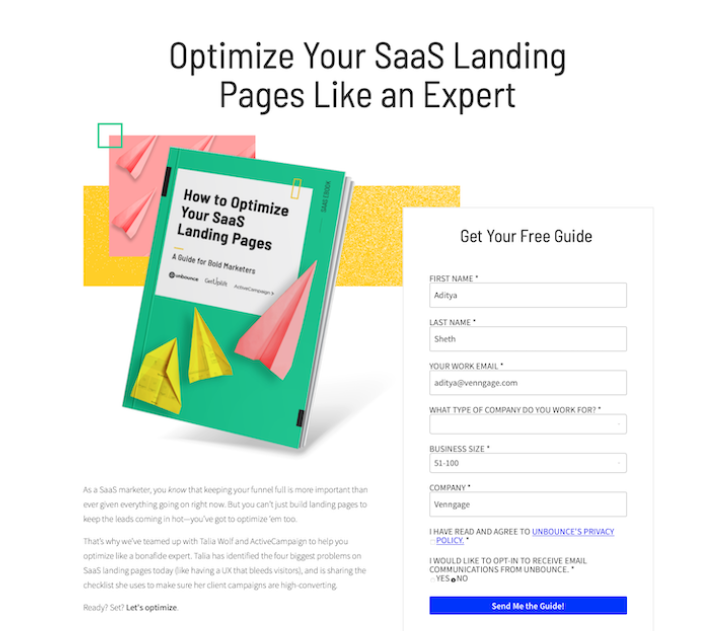 Optimize Your SaaS Landing
Pages Like an Expert
How to Optimize
Your SaaS
Landing Pages
A Guide for Bold Marketers
unbounce
GetUplift
ActiveCampaign >
As a SaaS marketer, you know that keeping your funnel full is more important than
ever given everything going on right now. But you can't just build landing pages to
keep the leads coming in hot—you've got to optimize 'em too.
That's why we've teamed up with Talia Wolf and ActiveCampaign to help you
optimize like a bonafide expert. Talia has identified the four biggest problems on
SaaS landing pages today (like having a UX that bleeds visitors), and is sharing the
checklist she uses to make sure her client campaigns are high-converting.
Ready? Set? Let's optimize.
Get Your Free Guide
FIRST NAME *
Aditya
LAST NAME *
Sheth
YOUR WORK EMAIL *
aditya@venngage.com
WHAT TYPE OF COMPANY DO YOU WORK FOR? *
BUSINESS SIZE *
51-100
COMPANY *
Venngage
I HAVE READ AND AGREE TO UNBOUNCE'S PRIVACY
POLICY. *
I WOULD LIKE TO OPT-IN TO RECEIVE EMAIL
COMMUNICATIONS FROM UNBOUNCE. *
YES NO
Send Me the Guide!